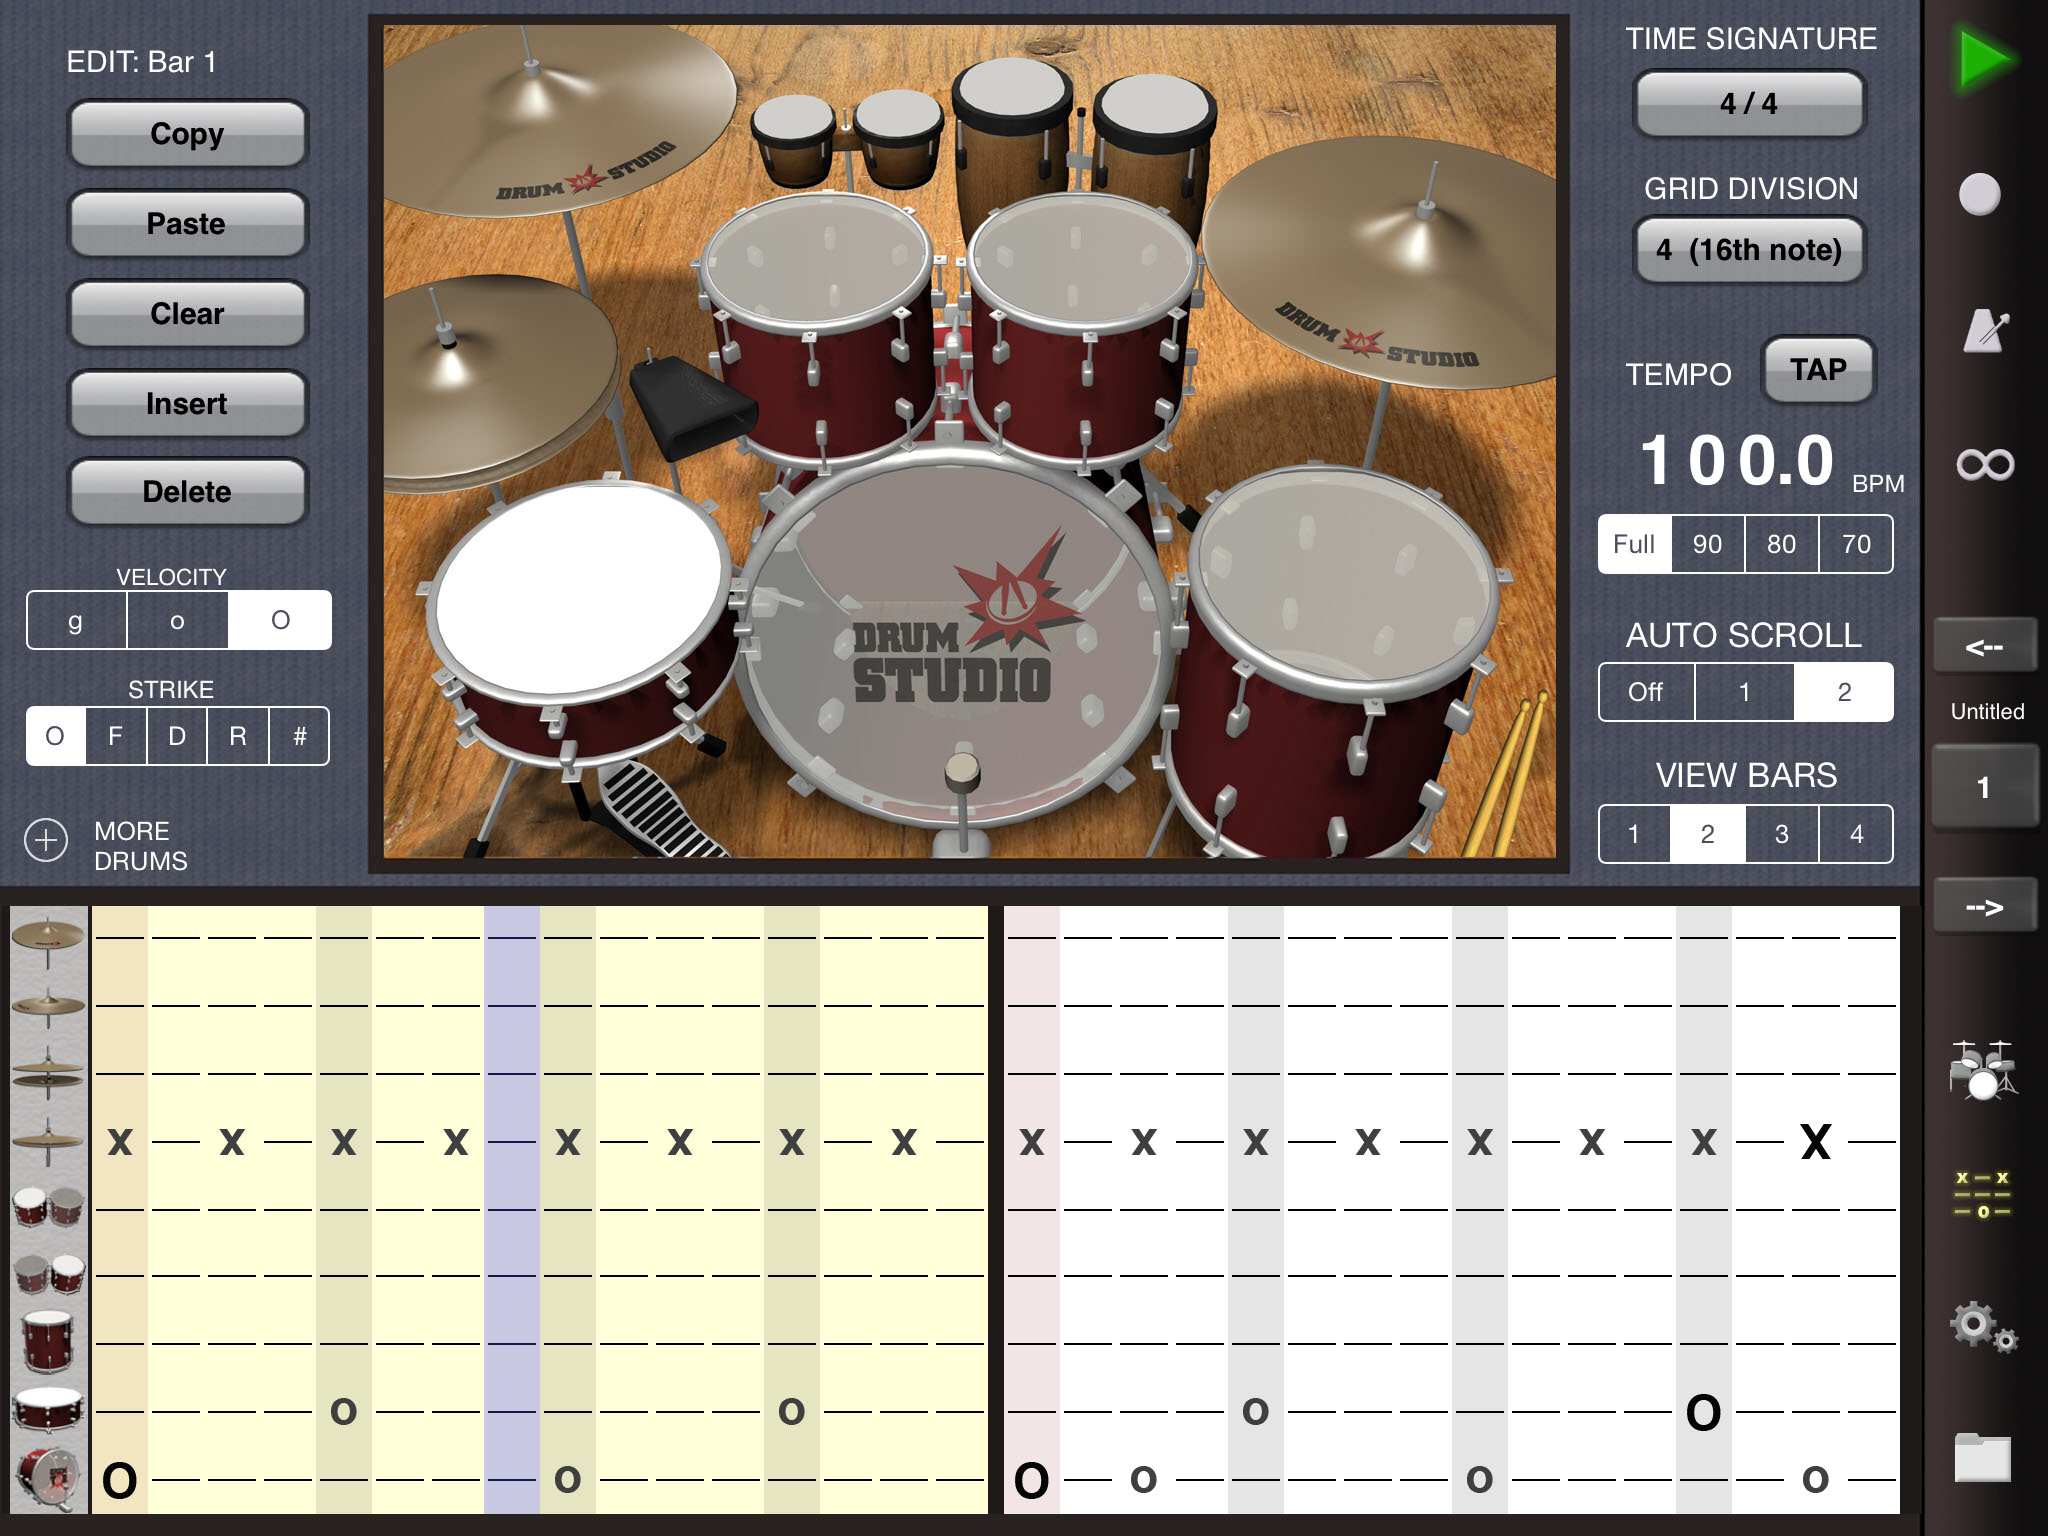 EDIT: Bar 1
Copy
Paste
Clear
Insert
Delete
VELOCITY
g o O
STRIKE
O F D R #
MORE
DRUMS
DRUM STUDIO
DRUM STUDIO
DRUM
STUDIO
TIME SIGNATURE
4 / 4
GRID DIVISION
4 (16th note)
TEMPO TAP
100.0 BPM
Full 90 80 70
AUTO SCROLL
Off 1 2
VIEW BARS
1 2 3 4
<--
Untitled
1
-->
x — x
— — —
— o —
x x x x x x x x x x x x x x x X
o o o O
O o O o o o